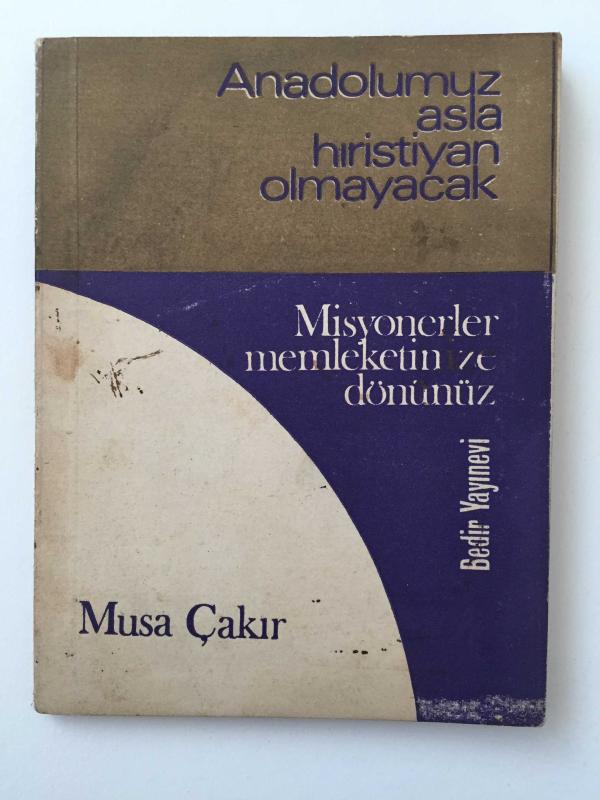 Anadolumuz
asla
hıristiyan
olmayacak
Misyonerler
memleketinize
dönünüz
Bedir Yayınevi
Musa Çakır